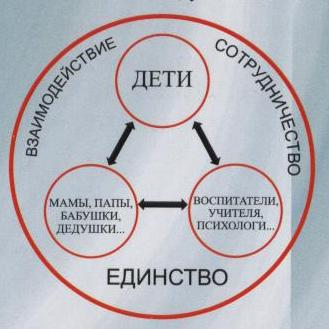 ВЗАИМОДЕЙСТВИЕ
СОТРУДНИЧЕСТВО
ДЕТИ
МАМЫ, ПАПЫ,
БАБУШКИ,
ДЕДУШКИ...
ВОСПИТАТЕЛИ,
УЧИТЕЛЯ,
ПСИХОЛОГИ...
ЕДИНСТВО